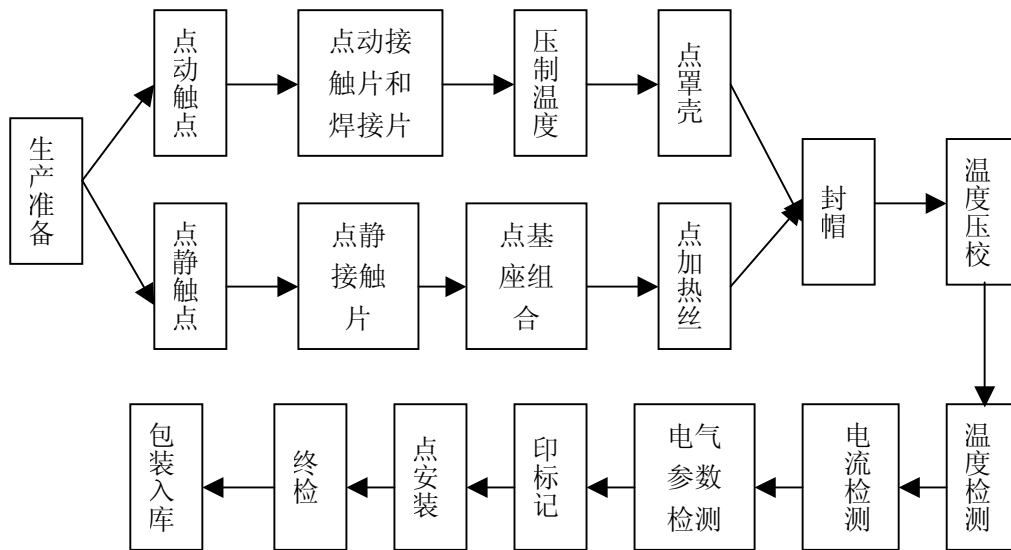 生产准备
点动触点
点动接
触片和
焊接片
压制温度
点罩壳
点静触点
点静
接触
片
点基
座组
合
点加热丝
封帽
温度压校
温度检测
电流检测
电气
参数
检测
印标记
点安装
终检
包装入库